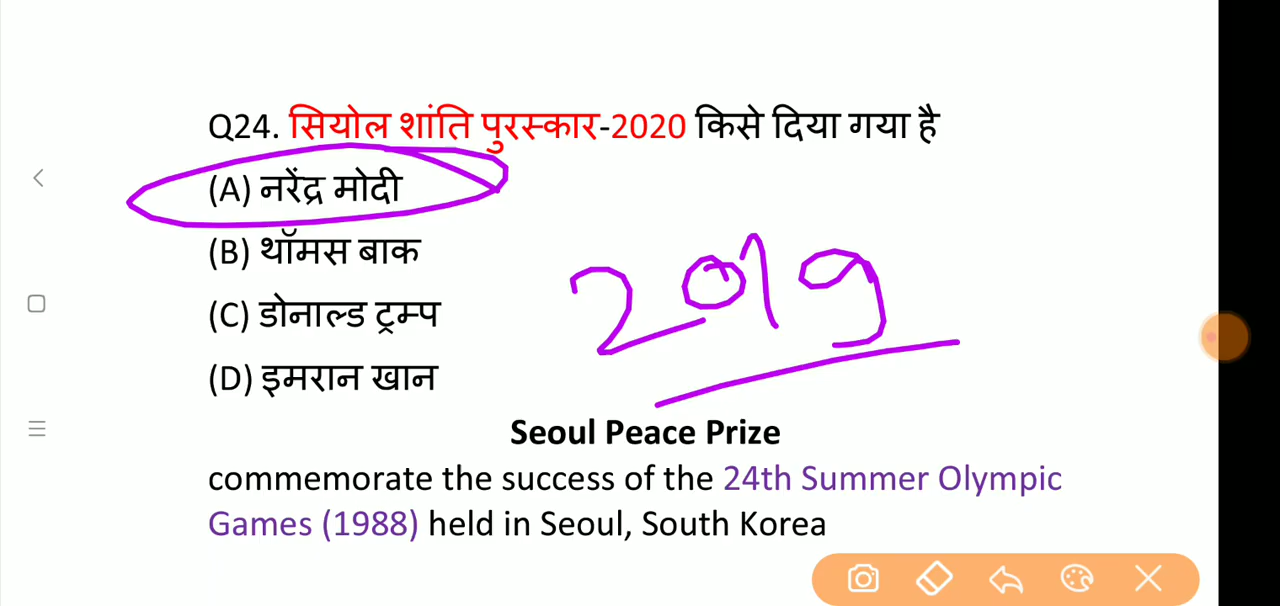 Q24. सियोल शांति पुरस्कार-2020 किसे दिया गया है
(A) नरेंद्र मोदी
(B) थॉमस बाक
(C) डोनाल्ड ट्रम्प
(D) इमरान खान
2019
Seoul Peace Prize
commemorate the success of the 24th Summer Olympic
Games (1988) held in Seoul, South Korea